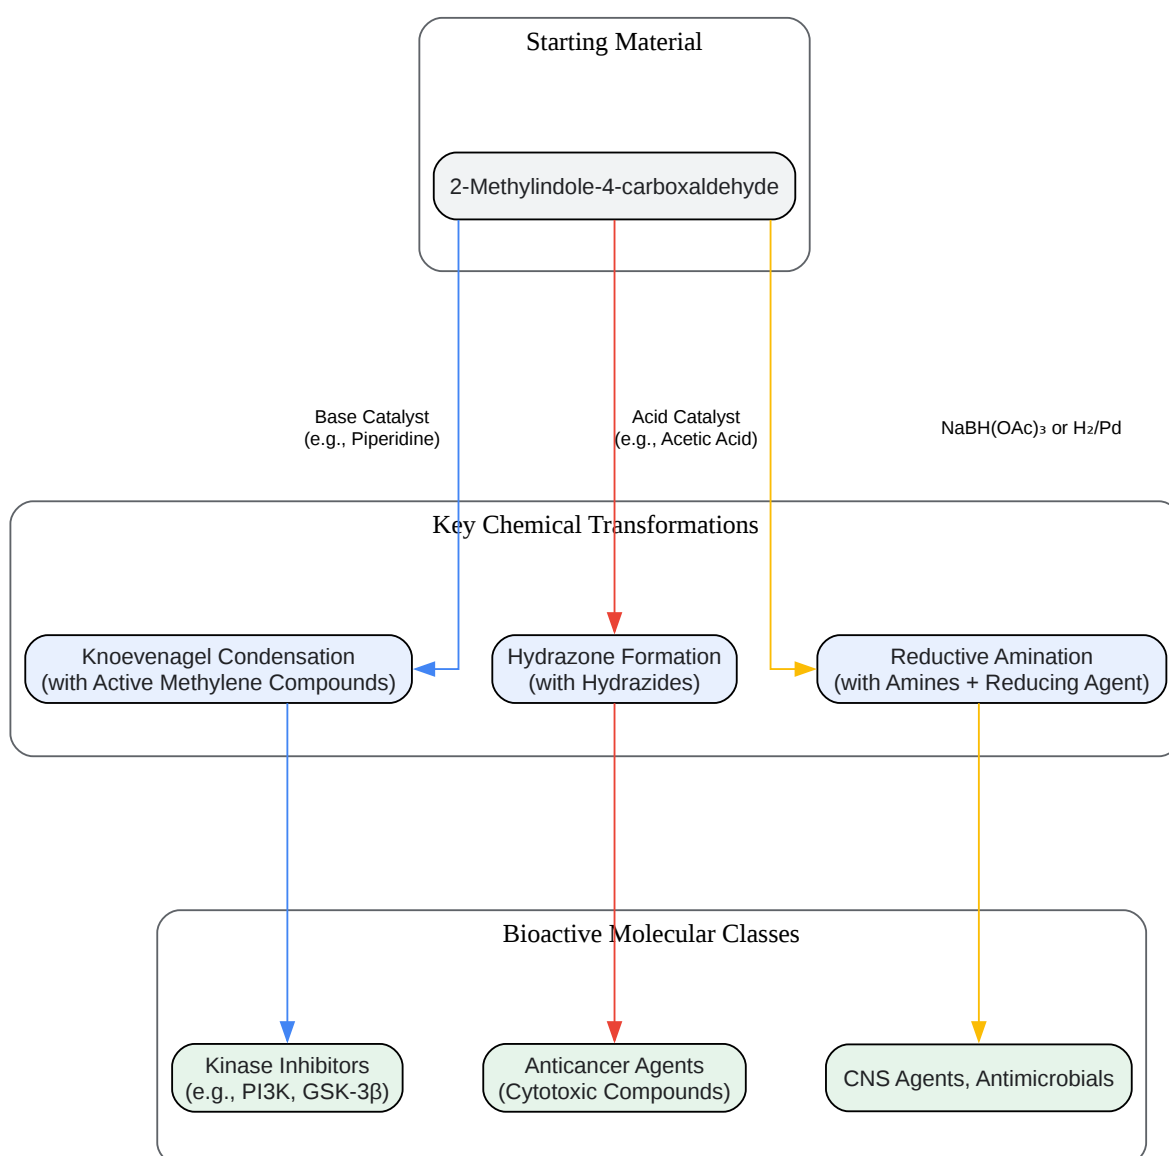 Starting Material
2-Methylindole-4-carboxaldehyde
Base Catalyst
(e.g., Piperidine)
Acid Catalyst
(e.g., Acetic Acid)
NaBH(OAc)₃ or H₂/Pd
Key Chemical Transformations
Knoevenagel Condensation
(with Active Methylene Compounds)
Hydrazone Formation
(with Hydrazides)
Reductive Amination
(with Amines + Reducing Agent)
Bioactive Molecular Classes
Kinase Inhibitors
(e.g., PI3K, GSK-3β)
Anticancer Agents
(Cytotoxic Compounds)
CNS Agents, Antimicrobials